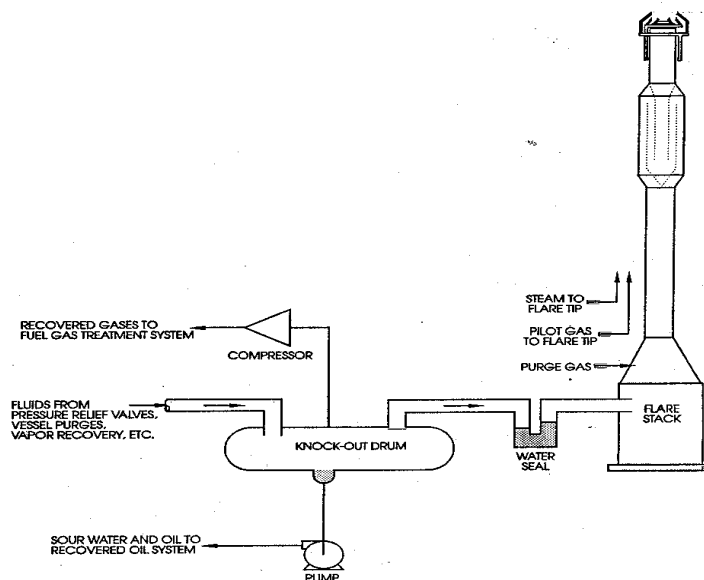 STEAM TO
FLARE TIP
PILOT GAS
TO FLARE TIP
RECOVERED GASES TO
FUEL GAS TREATMENT SYSTEM
COMPRESSOR
PURGE GAS
FLUIDS FROM
PRESSURE RELIEF VALVES,
VESSEL PURGES,
VAPOR RECOVERY, ETC.
FLARE
STACK
KNOCK-OUT DRUM
WATER
SEAL
SOUR WATER AND OIL TO
RECOVERED OIL SYSTEM
PUMP